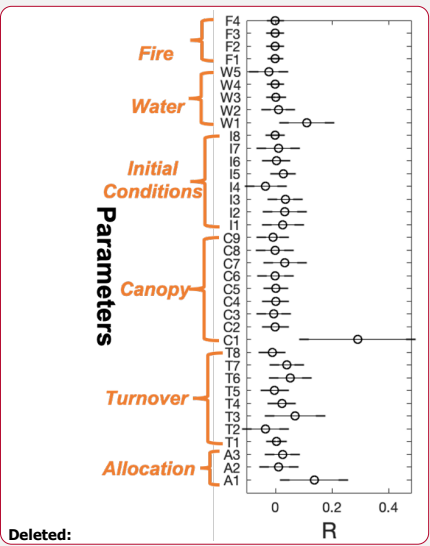 F4
F3
Fire
F2
F1
W5
W4
Water
W3
W2
W1
I8
I7
Initial
Conditions
I6
I5
I4
I3
I2
I1
Parameters
C9
C8
Canopy
C7
C6
C5
C4
C3
C2
C1
T8
T7
Turnover
T6
T5
T4
T3
T2
T1
Allocation
A3
A2
A1
0 0.2 0.4
R
Deleted: